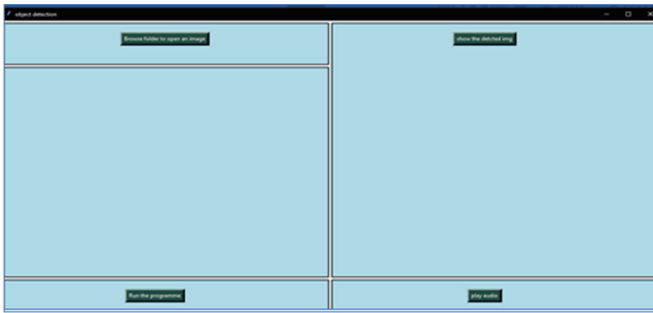 object detection
Browse folder to open an image
show the detcted img
Run the programme
play audio